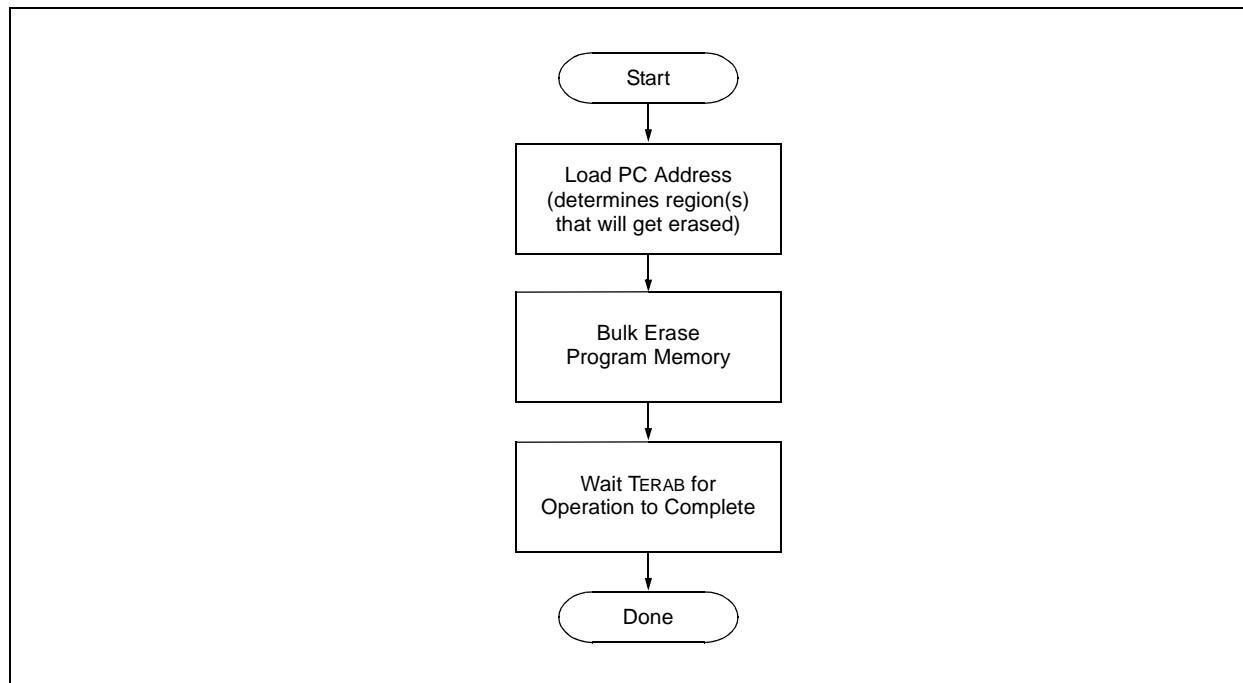 Start
Load PC Address
(determines region(s)
that will get erased)
Bulk Erase
Program Memory
Wait TERAB for
Operation to Complete
Done